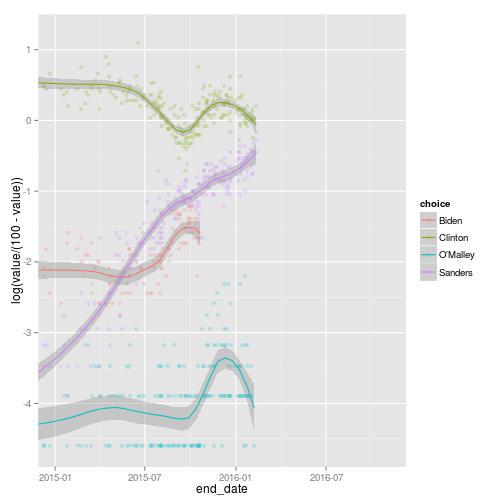 1
0
-1
-2
-3
-4
log(value/(100 - value))
2015-01
2015-07
2016-01
2016-07
end_date
choice
Biden
Clinton
O'Malley
Sanders